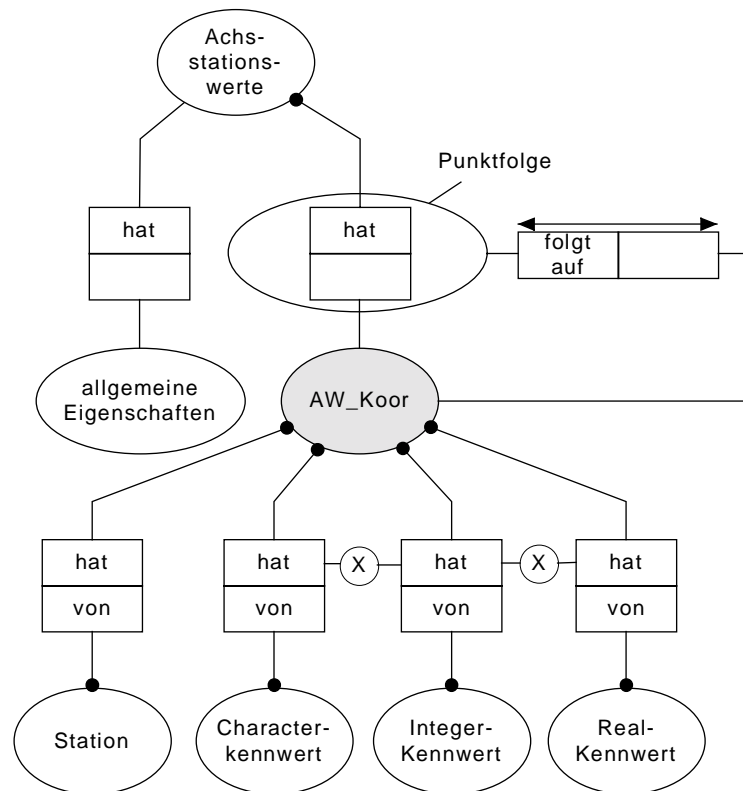 Achs-
stations-
werte
Punktfolge
hat
hat
folgt
auf
allgemeine
Eigenschaften
AW_Koor
hat
hat
X
hat
X
hat
von
von
von
von
Station
Character-
kennwert
Integer-
Kennwert
Real-
Kennwert